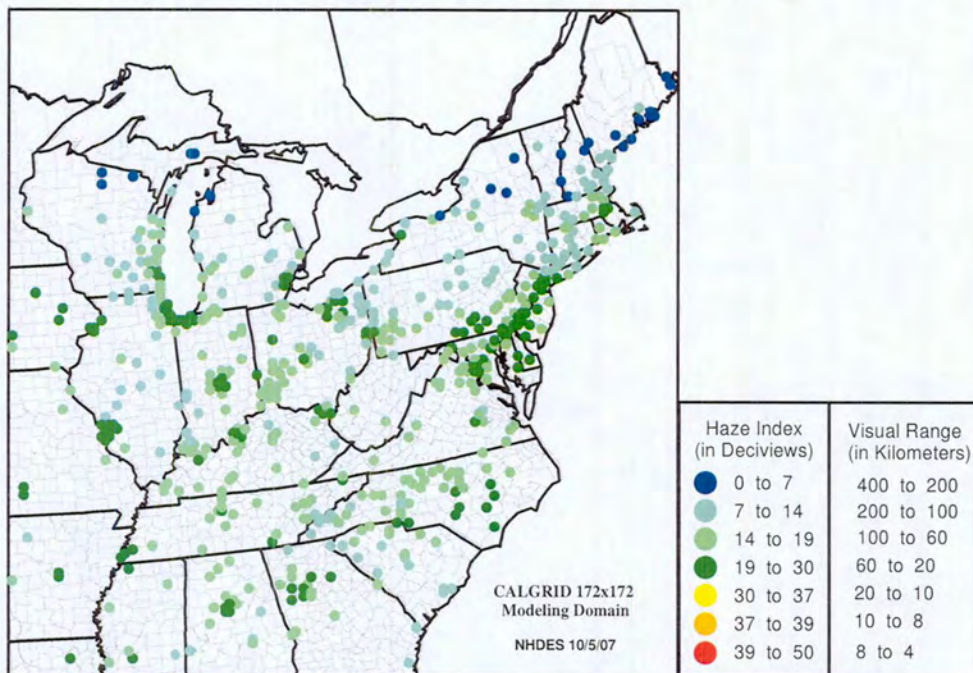 CALGRID 172x172
Modeling Domain
NHDES 10/5/07
Haze Index
(in Deciviews)
0 to 7
7 to 14
14 to 19
19 to 30
30 to 37
37 to 39
39 to 50
Visual Range
(in Kilometers)
400 to 200
200 to 100
100 to 60
60 to 20
20 to 10
10 to 8
8 to 4